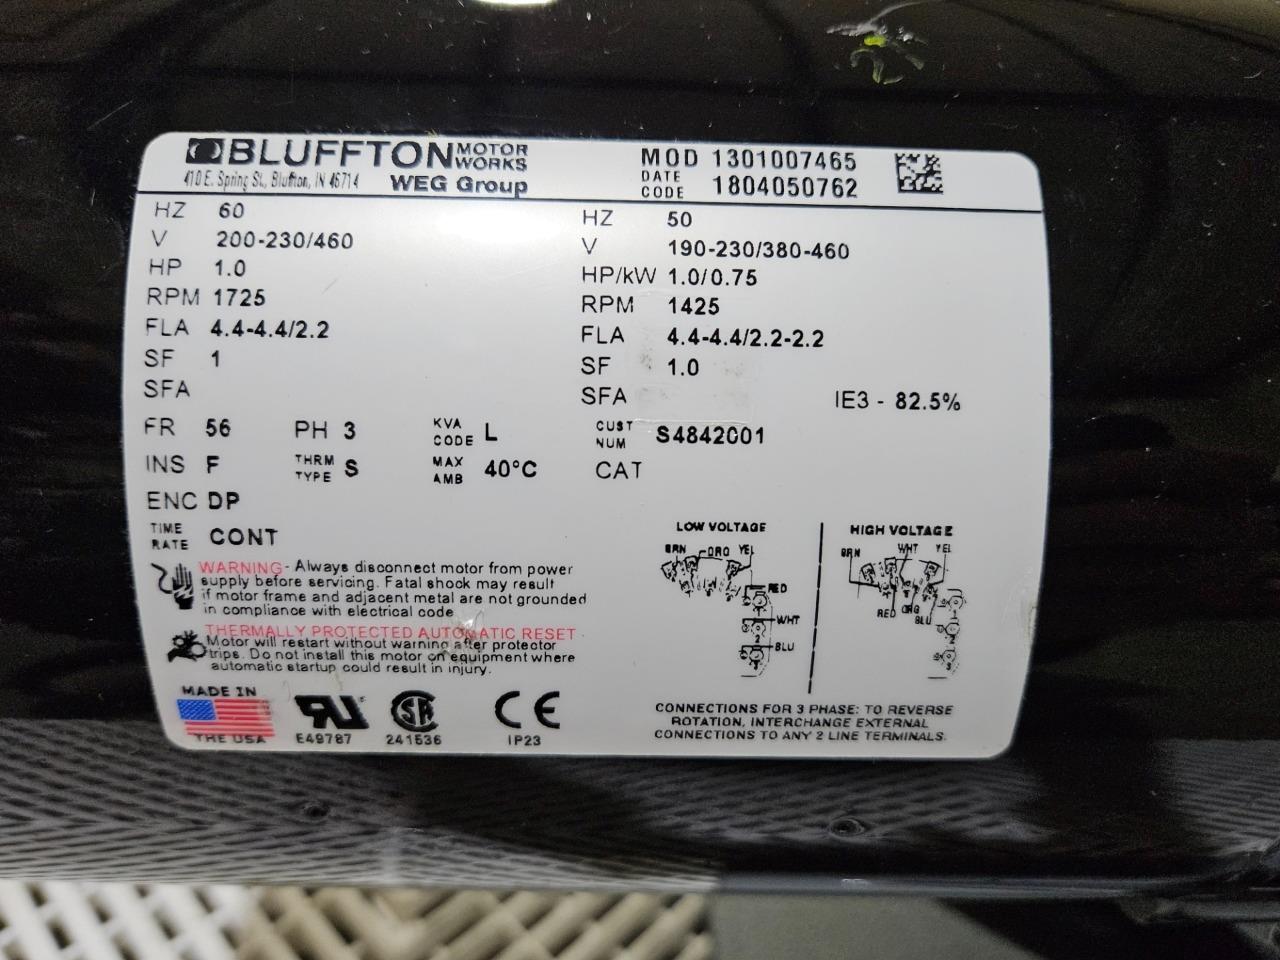 BLUFFTON MOTOR WORKS
410 E. Spring St., Bluffton, IN 46714 WEG Group
MOD 1301007465
DATE CODE 1804050762
HZ 60
V 200-230/460
HP 1.0
RPM 1725
FLA 4.4-4.4/2.2
SF 1
SFA
HZ 50
V 190-230/380-460
HP/kW 1.0/0.75
RPM 1425
FLA 4.4-4.4/2.2-2.2
SF 1.0
SFA
IE3 - 82.5%
FR 56 PH 3 KVA CODE L CUST NUM S4842001
INS F THRM TYPE S MAX AMB 40°C CAT
ENC DP
TIME RATE CONT
WARNING - Always disconnect motor from power
supply before servicing. Fatal shock may result
if motor frame and adjacent metal are not grounded
in compliance with electrical code.
THERMALLY PROTECTED AUTOMATIC RESET
Motor will restart without warning after protector
trips. Do not install this motor on equipment where
automatic startup could result in injury.
LOW VOLTAGE
BRN ORG YEL
RED
WHT
BLU
HIGH VOLTAGE
BRN WHT YEL
RED ORG BLU
CONNECTIONS FOR 3 PHASE: TO REVERSE
ROTATION, INTERCHANGE EXTERNAL
CONNECTIONS TO ANY 2 LINE TERMINALS.
MADE IN
THE USA
E49787
241536
CE
IP23